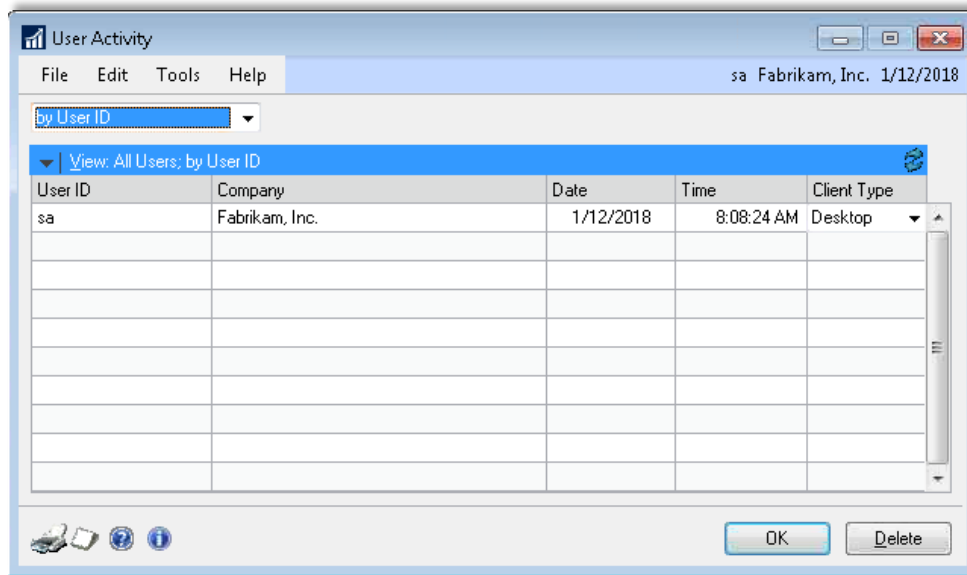 User Activity
File Edit Tools Help sa Fabrikam, Inc. 1/12/2018
by User ID
View: All Users; by User ID
User ID Company Date Time Client Type
sa Fabrikam, Inc. 1/12/2018 8:08:24 AM Desktop
OK Delete